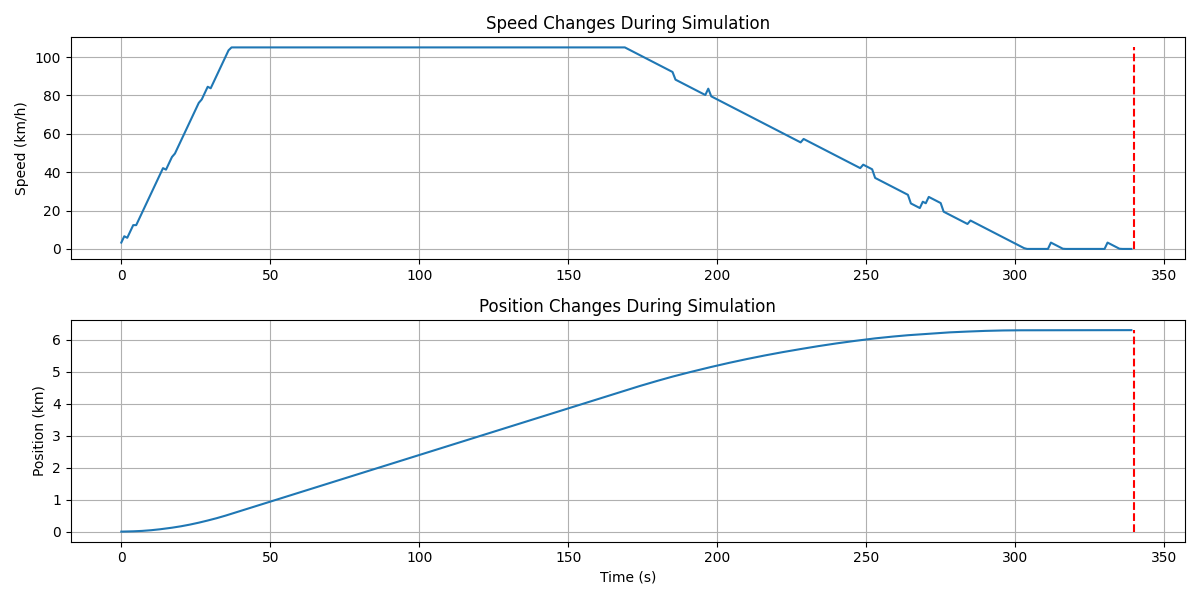 Speed Changes During Simulation
Speed (km/h)
100
80
60
40
20
0
0 50 100 150 200 250 300 350
Position Changes During Simulation
Position (km)
6
5
4
3
2
1
0
0 50 100 150 200 250 300 350
Time (s)